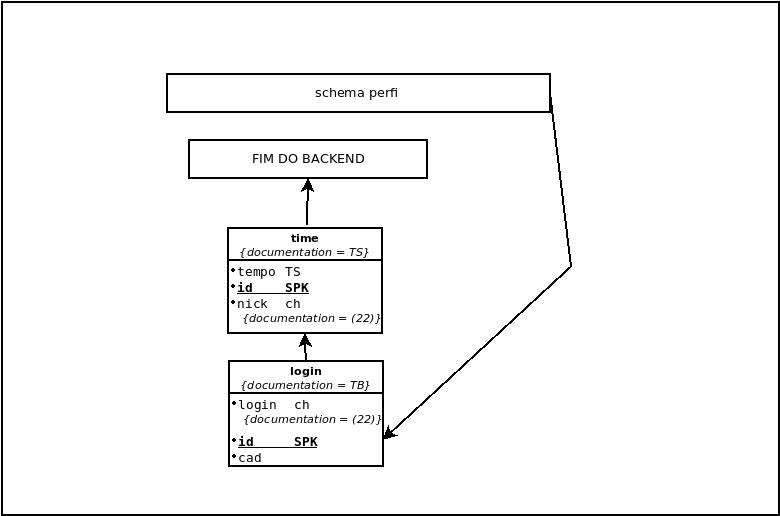 schema perfi
FIM DO BACKEND
time
{documentation = TS}
tempo TS
id SPK
nick ch
{documentation = (22)}
login
{documentation = TB}
login ch
{documentation = (22)}
id SPK
cad